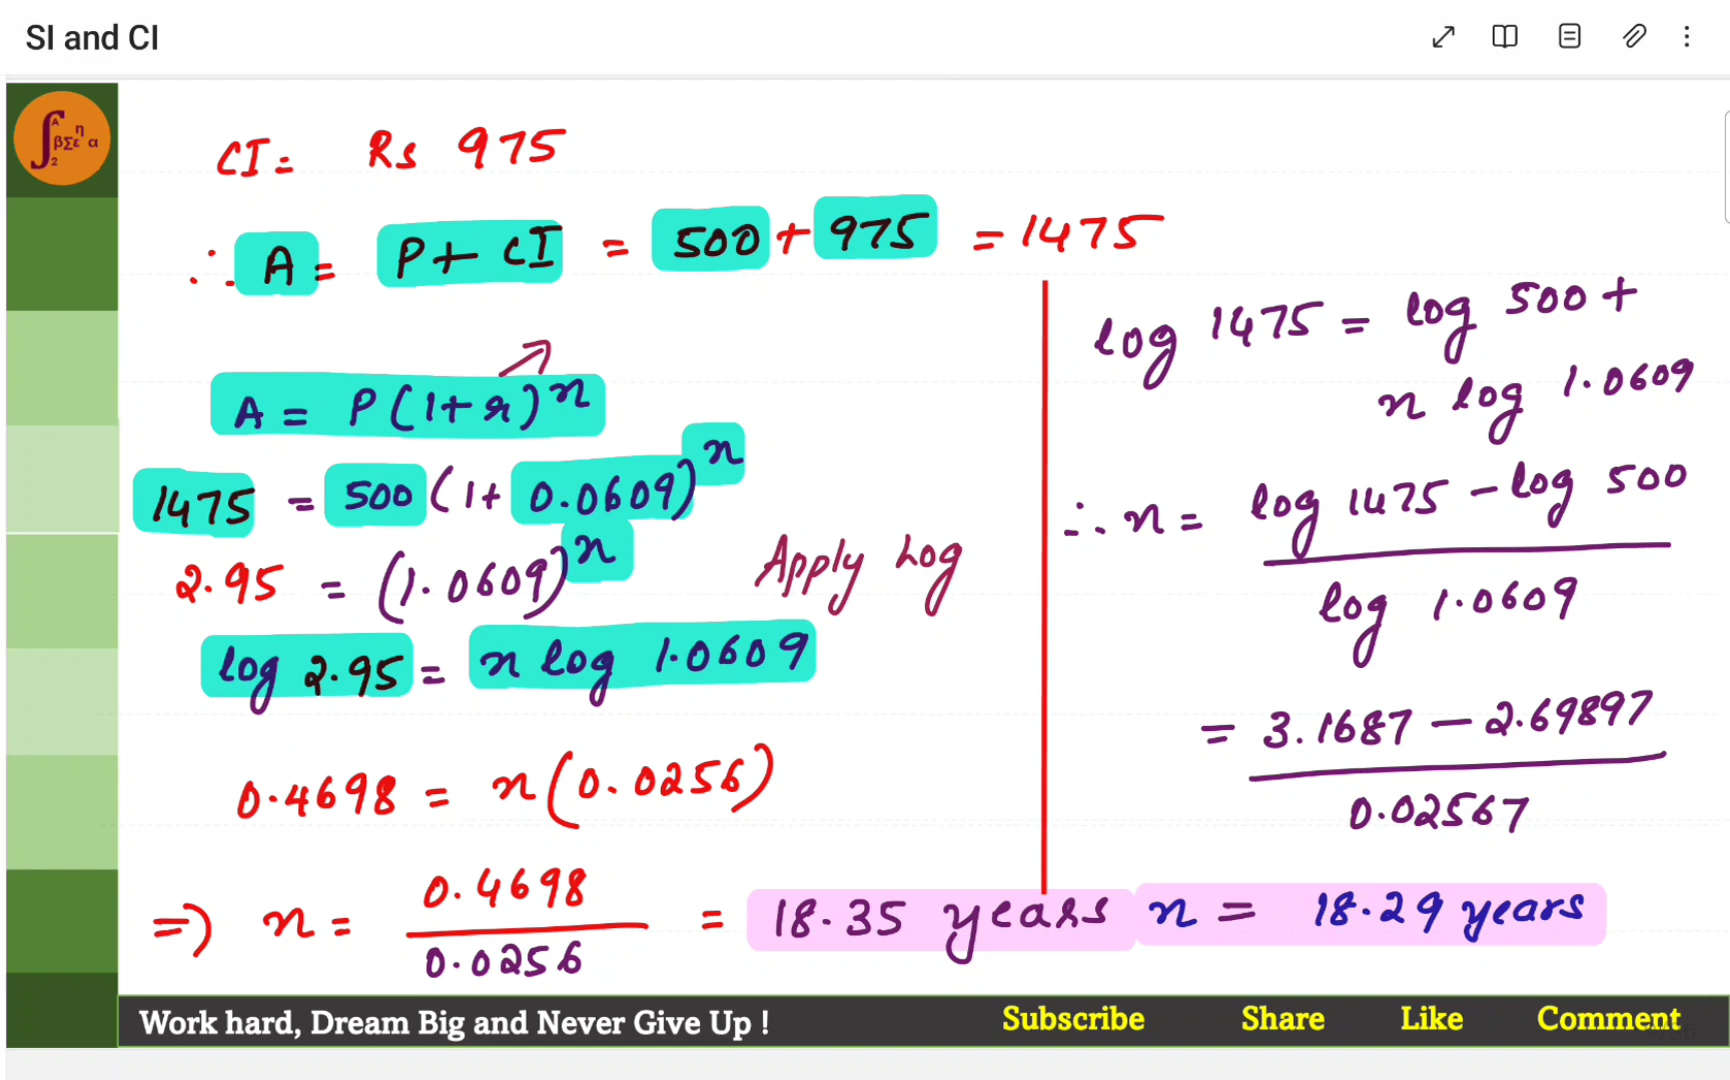 SI and CI
CI = Rs 975
∴ A = P + CI = 500 + 975 = 1475
A = P(1+r)^n
1475 = 500(1+0.0609)^n
2.95 = (1.0609)^n Apply Log
log 2.95 = n log 1.0609
0.4698 = n(0.0256)
⇒ n = 0.4698 / 0.0256 = 18.35 years
log 1475 = log 500 +
n log 1.0609
∴ n = log 1475 - log 500
log 1.0609
= 3.1687 - 2.69897
0.02567
n = 18.29 years
Work hard, Dream Big and Never Give Up ! Subscribe Share Like Comment